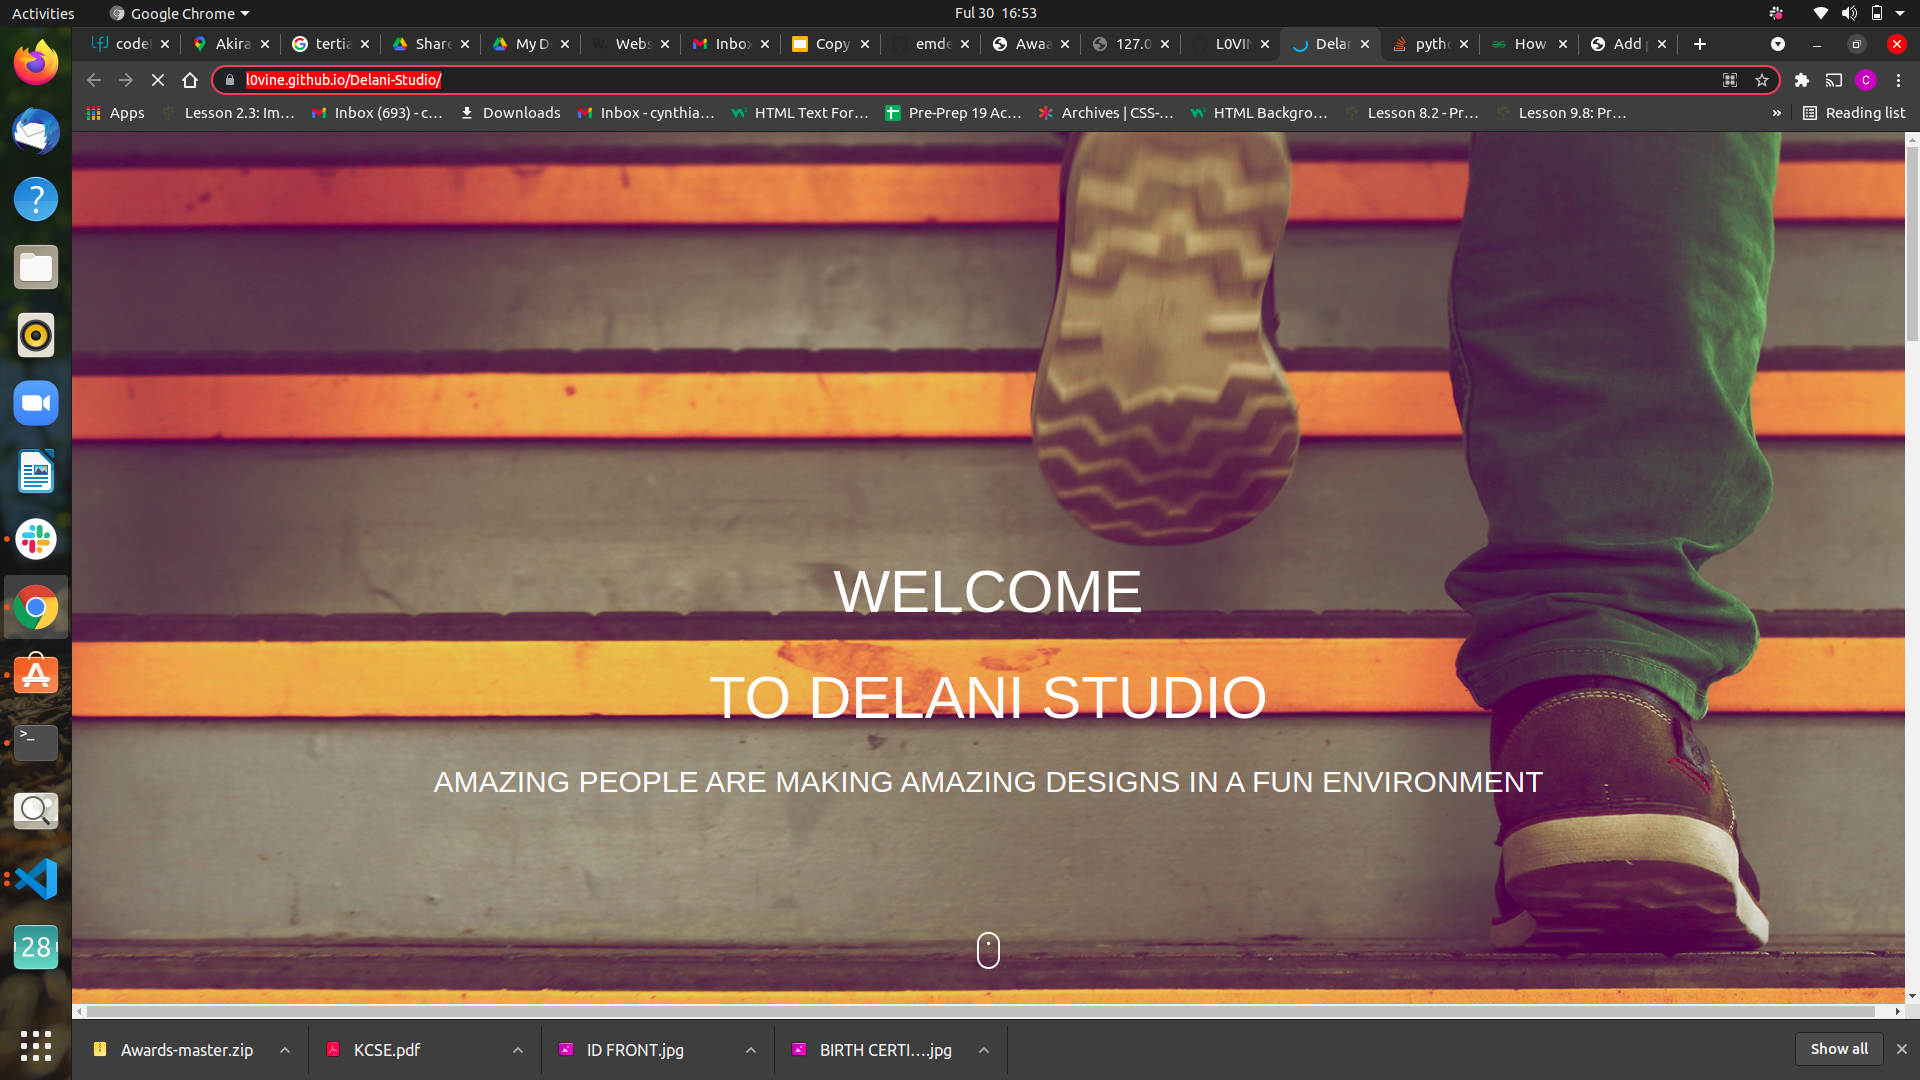 Activities
Google Chrome
Ful 30 16:53
code
Akira
tertia
Share
My D
W. Webs
Inbox
Copy
emde
Awaa
127.0
L0VIN
Delan
pytho
How
Add p
l0vine.github.io/Delani-Studio/
C
Apps
Lesson 2.3: Im...
Inbox (693) - c...
Downloads
Inbox - cynthia...
HTML Text For...
Pre-Prep 19 Ac...
Archives | CSS-...
HTML Backgro...
Lesson 8.2 - Pr...
Lesson 9.8: Pr...
»
Reading list
WELCOME
TO DELANI STUDIO
AMAZING PEOPLE ARE MAKING AMAZING DESIGNS IN A FUN ENVIRONMENT
28
Awards-master.zip
KCSE.pdf
ID FRONT.jpg
BIRTH CERTI....jpg
Show all